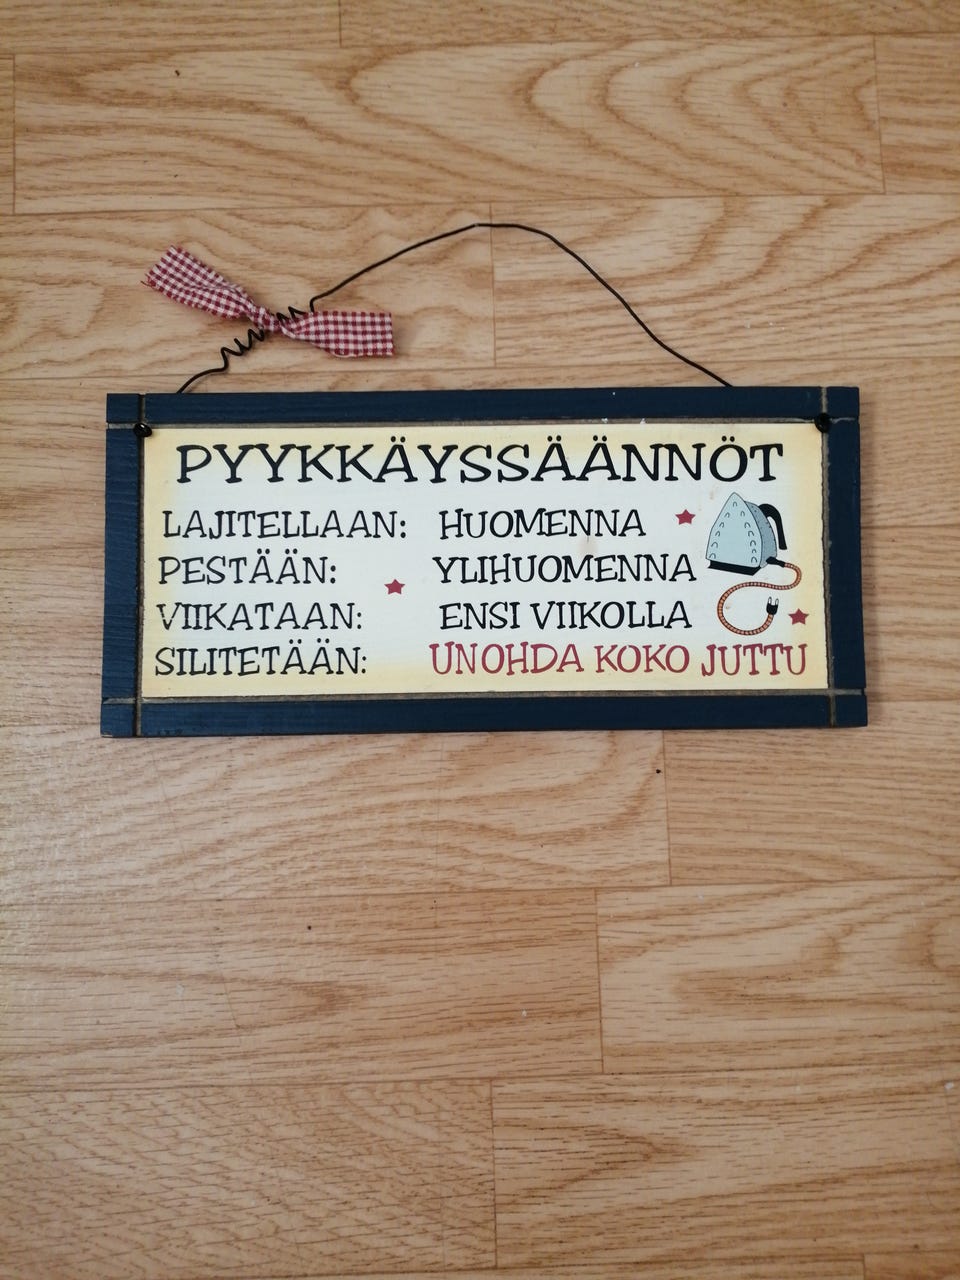 PYYKKÄYSSÄÄNNÖT
LAJITELLAAN: HUOMENNA
PESTÄÄN: YLIHUOMENNA
VIIKATAAN: ENSI VIIKOLLA
SILITETÄÄN: UNOHDA KOKO JUTTU